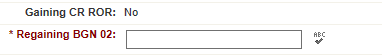 Gaining CR ROR: No
* Regaining BGN 02: ABC